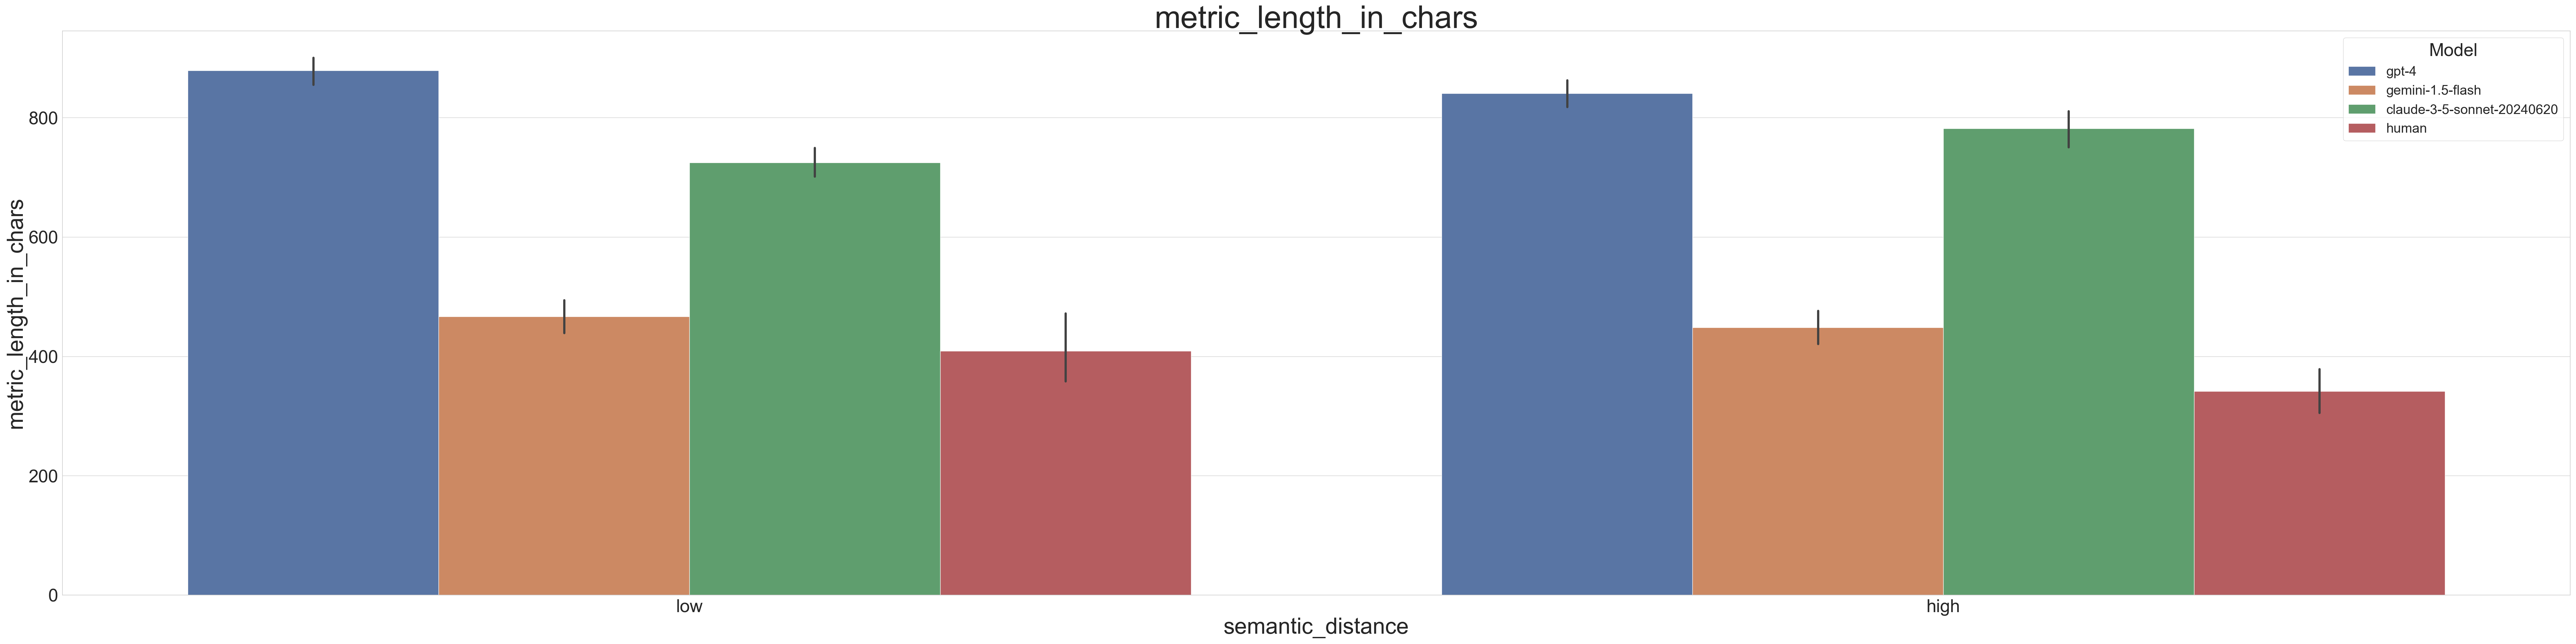 metric_length_in_chars
Model
gpt-4
gemini-1.5-flash
claude-3-5-sonnet-20240620
human
metric_length_in_chars
800
600
400
200
0
low
high
semantic_distance